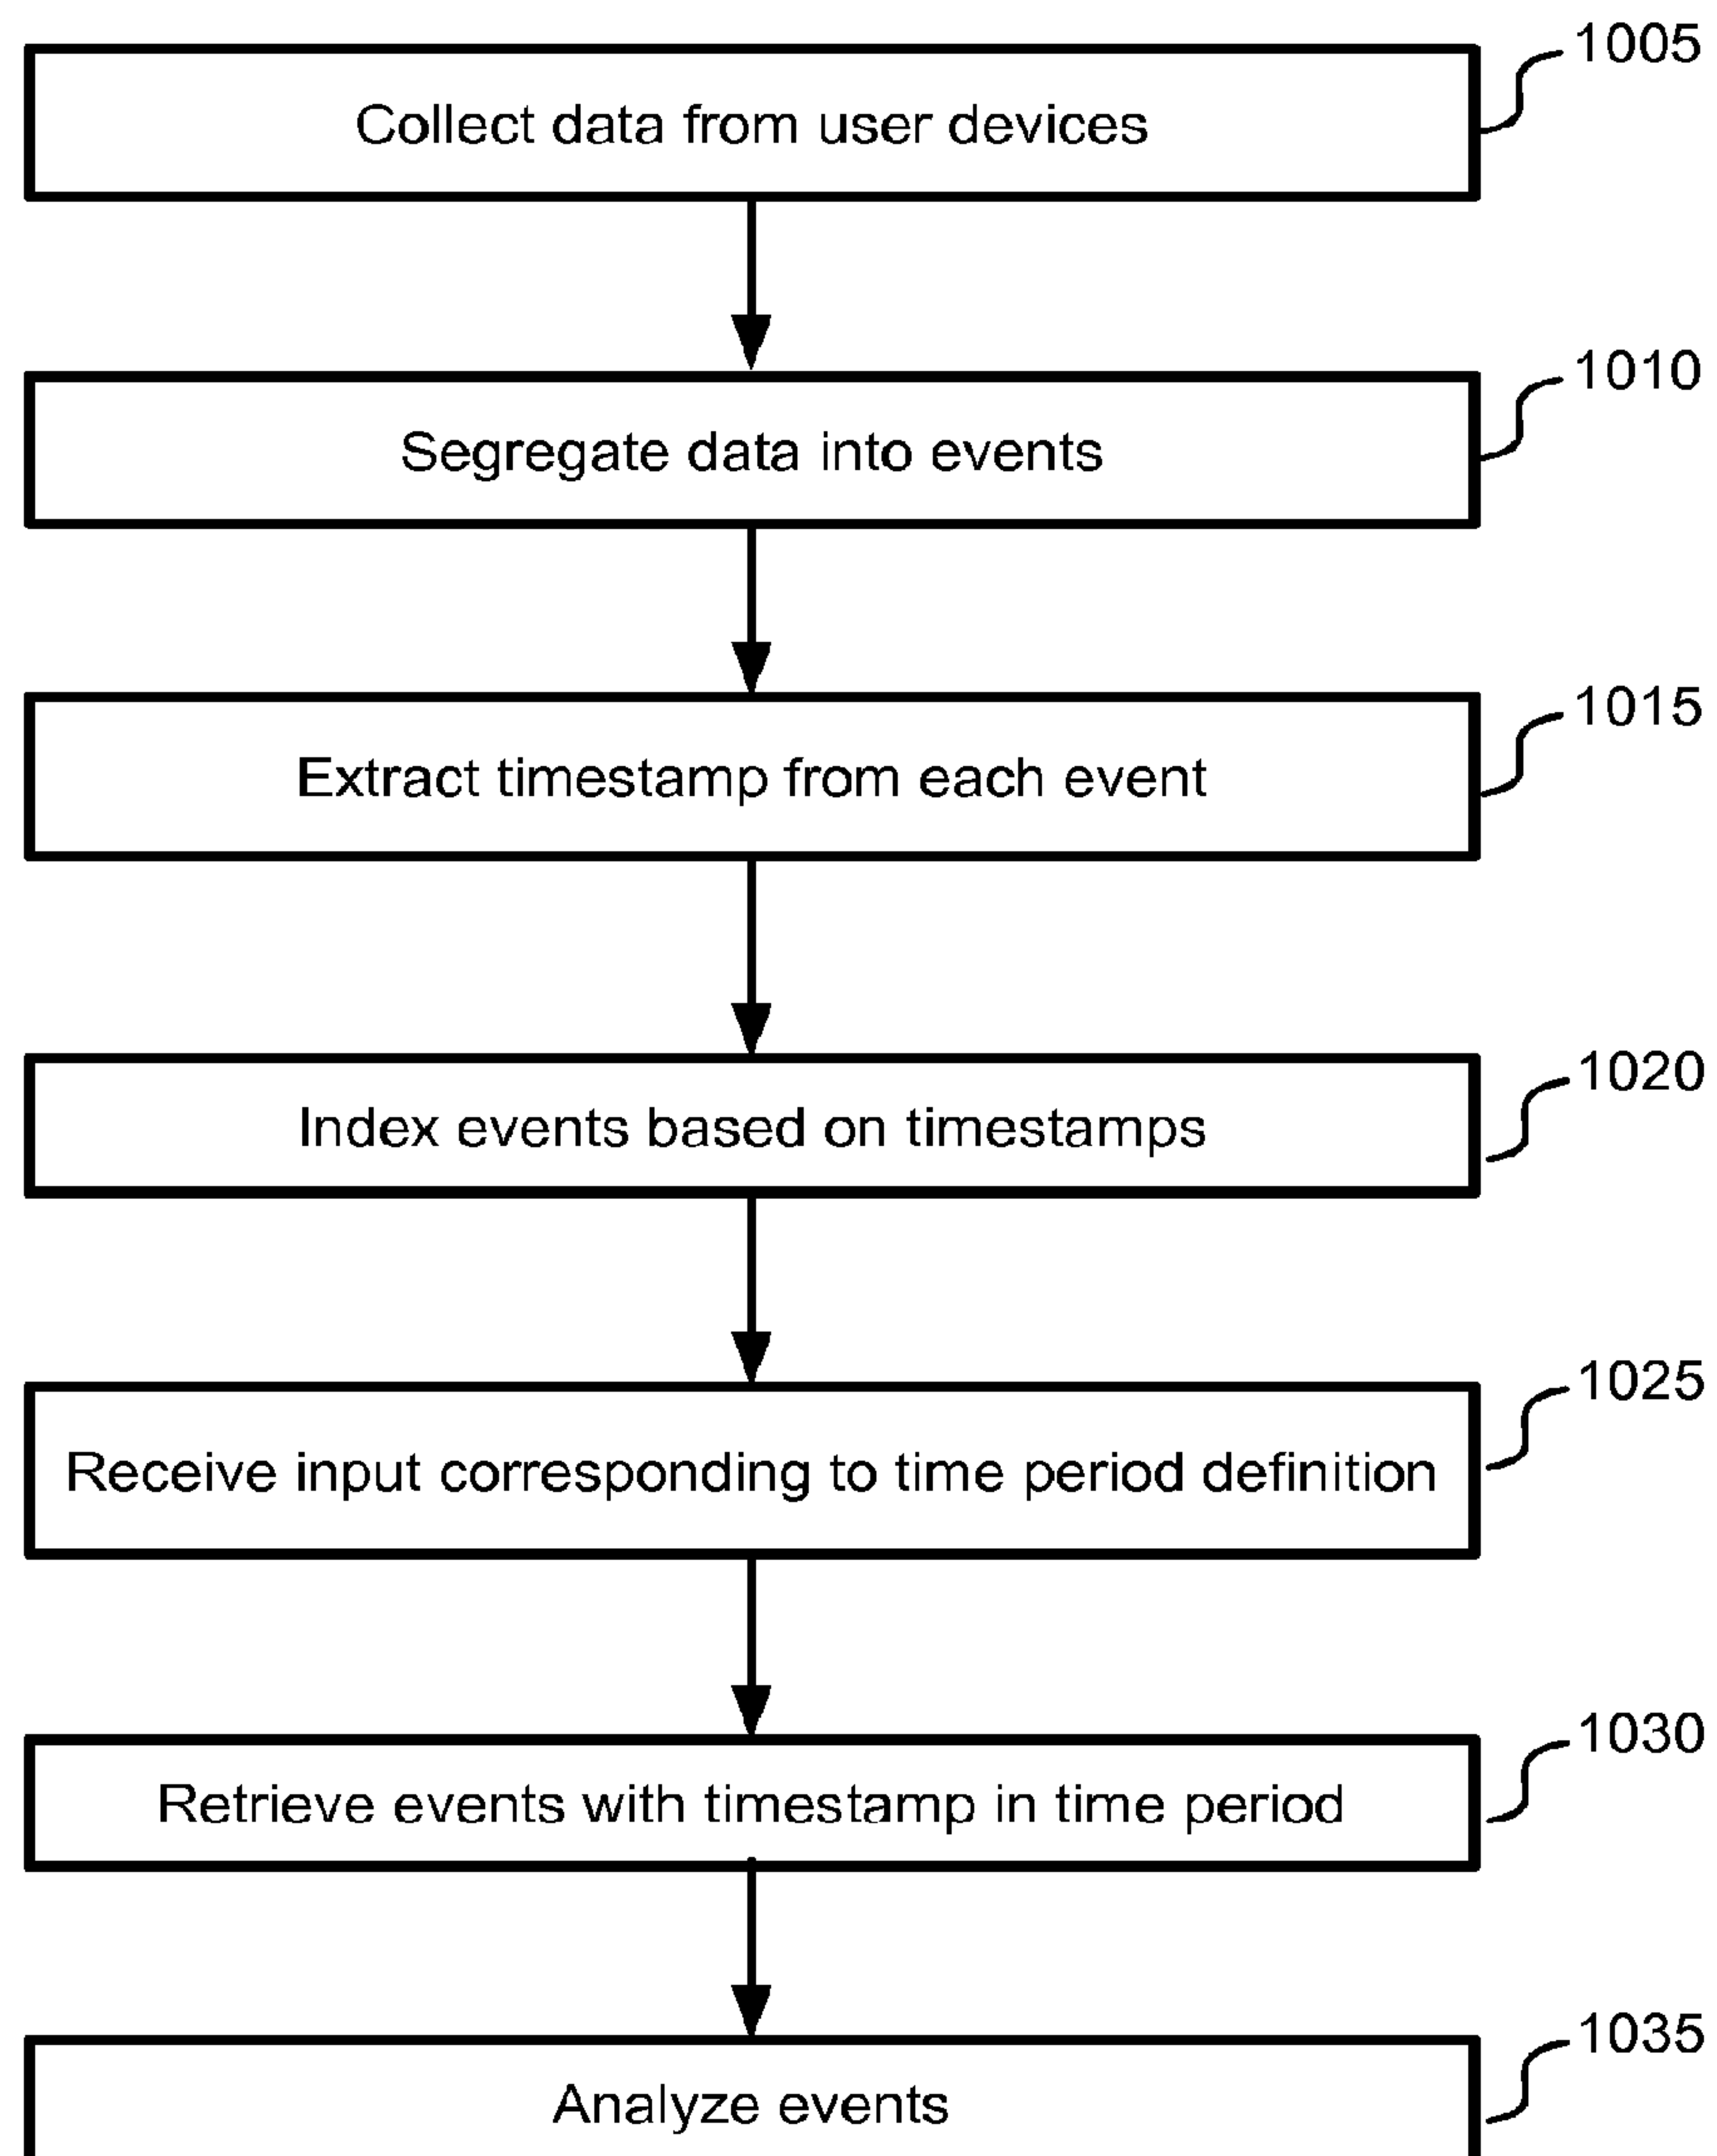 1005
Collect data from user devices
1010
Segregate data into events
1015
Extract timestamp from each event
1020
Index events based on timestamps
1025
Receive input corresponding to time period definition
1030
Retrieve events with timestamp in time period
1035
Analyze events